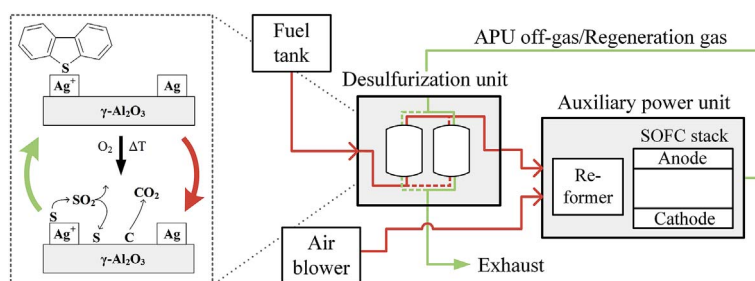 S
Ag+
Ag
γ-Al2O3
O2
ΔT
SO2
CO2
S
Ag+
S
C
Ag
γ-Al2O3
Fuel
tank
APU off-gas/Regeneration gas
Desulfurization unit
Auxiliary power unit
SOFC stack
Anode
Re-
former
Cathode
Air
blower
Exhaust